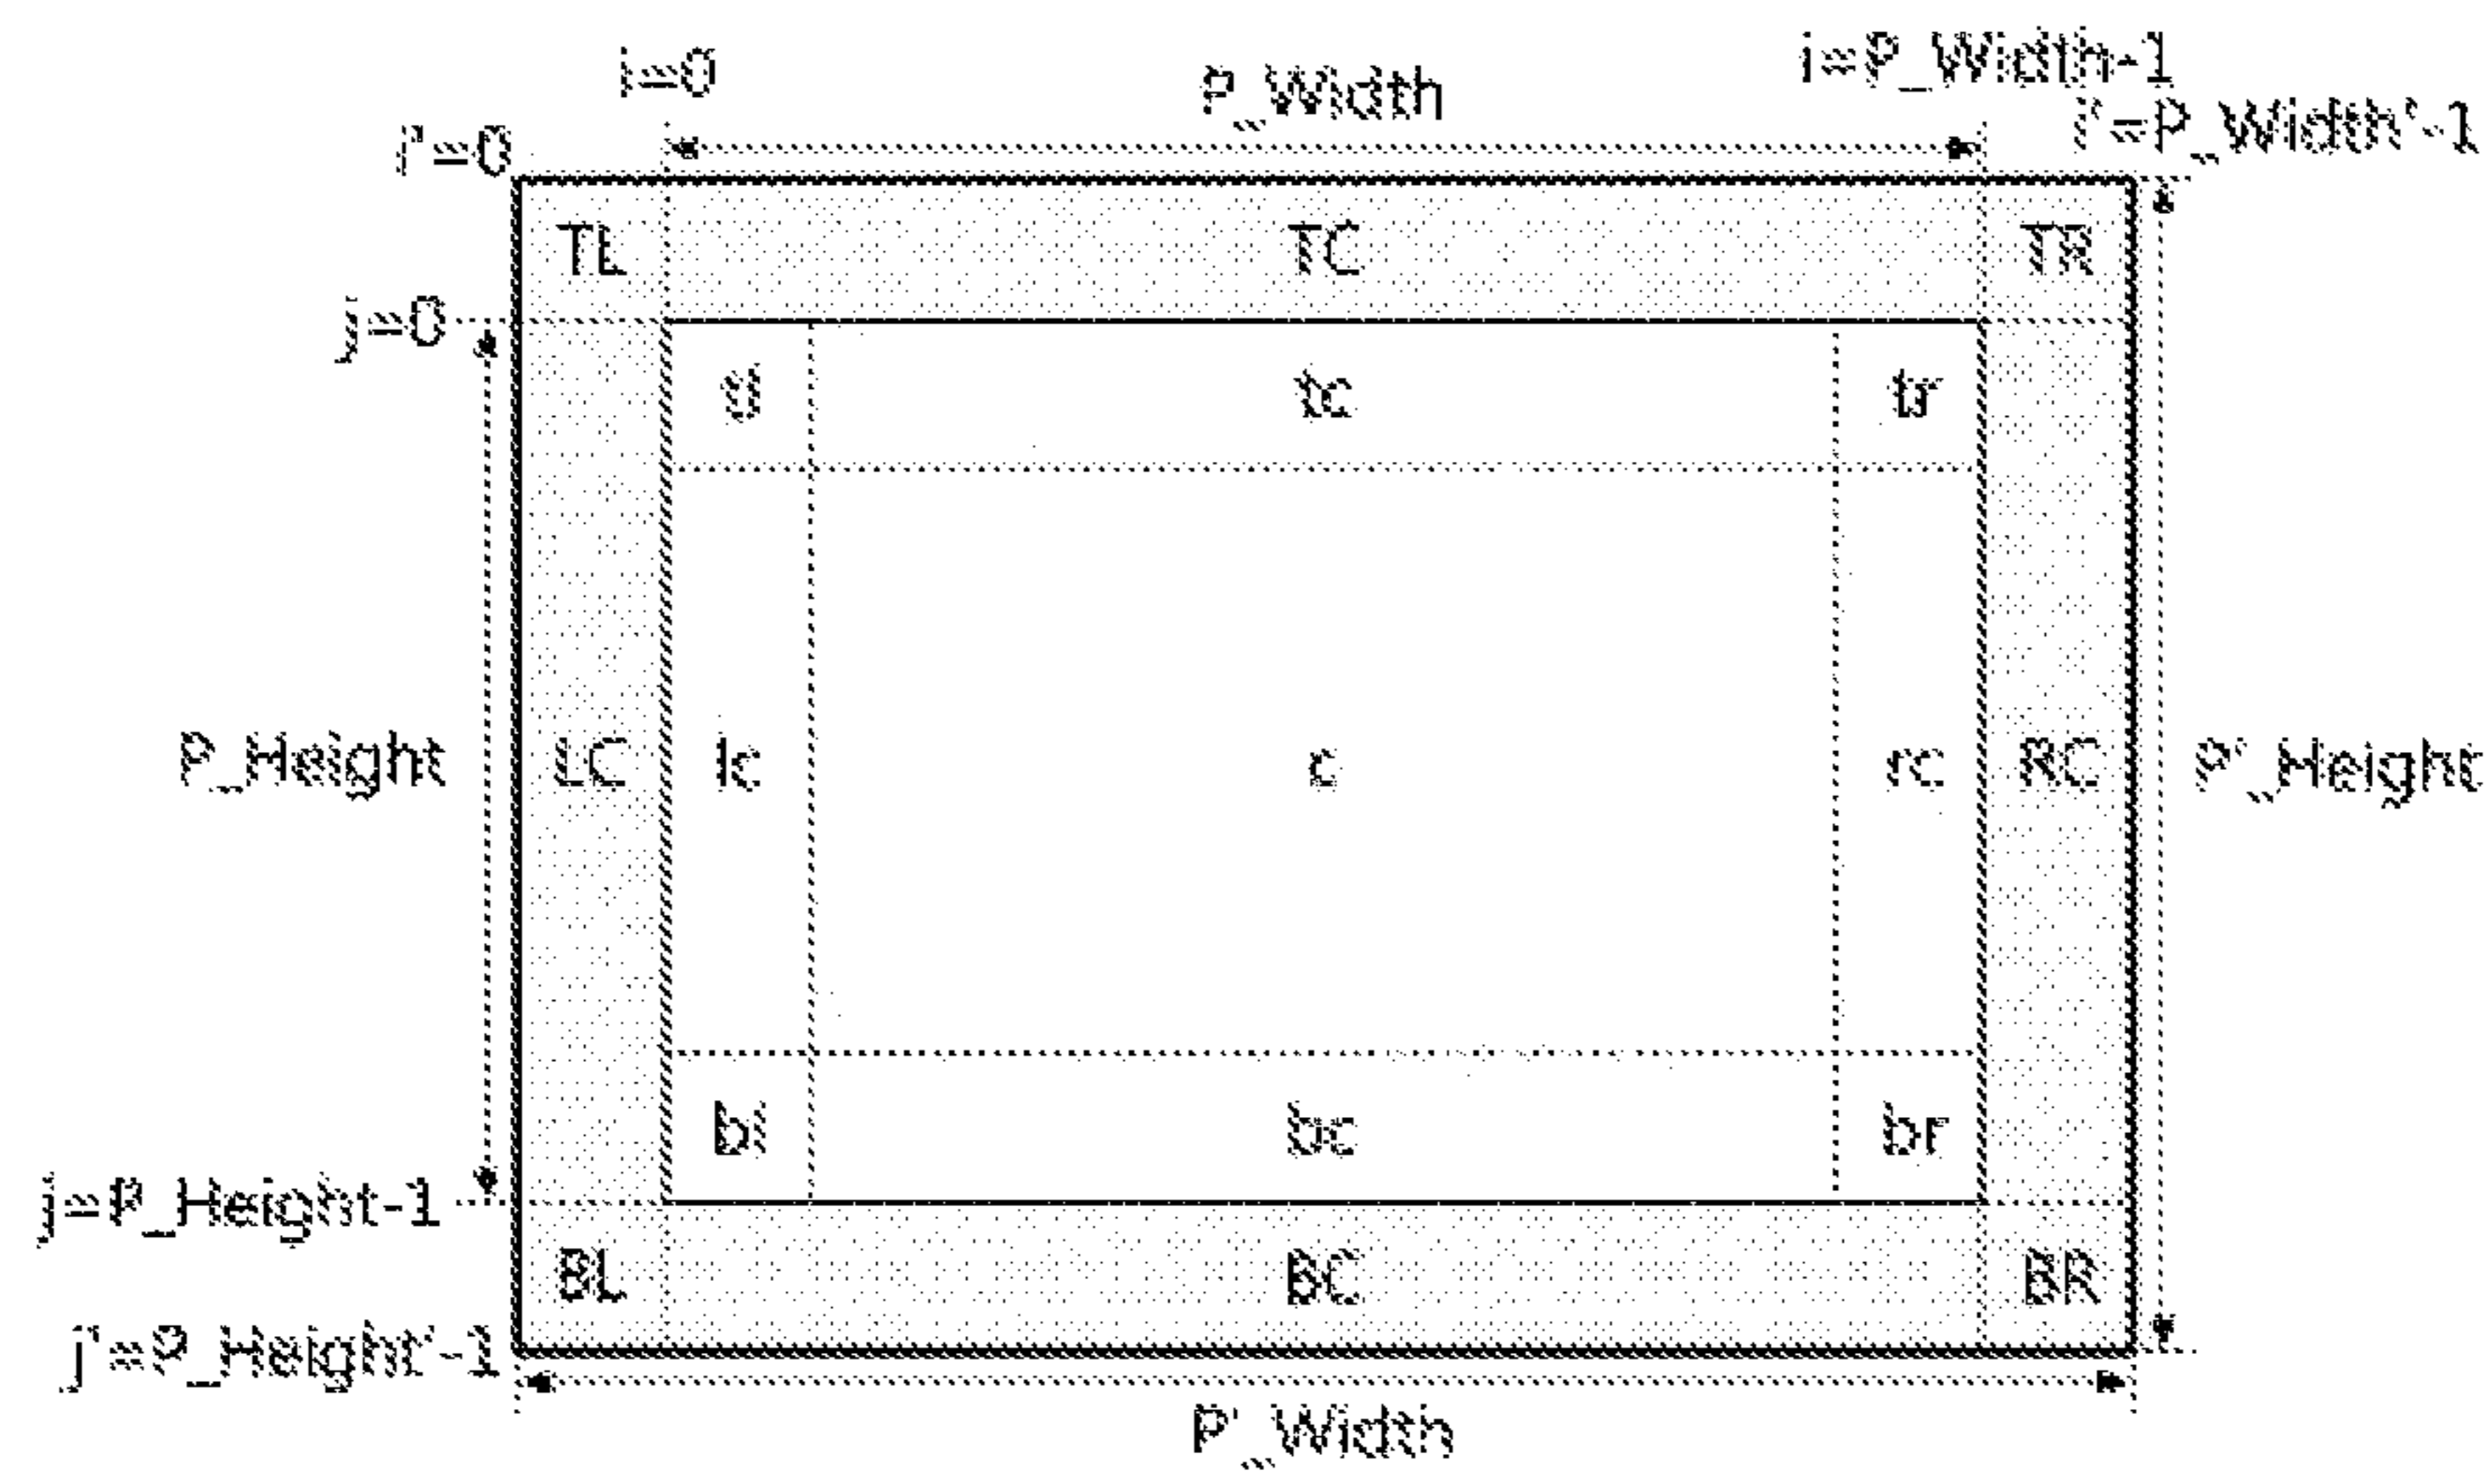 i=0
P_Width
i=P_Width-1
i'=0
i'=P_Width'-1
TL TC TR
j=0
tl tc tr
P_Height
LC lc c rc RC
P'_Height
bl bc br
j=P_Height-1
BL BC BR
j'=P_Height'-1
P'_Width